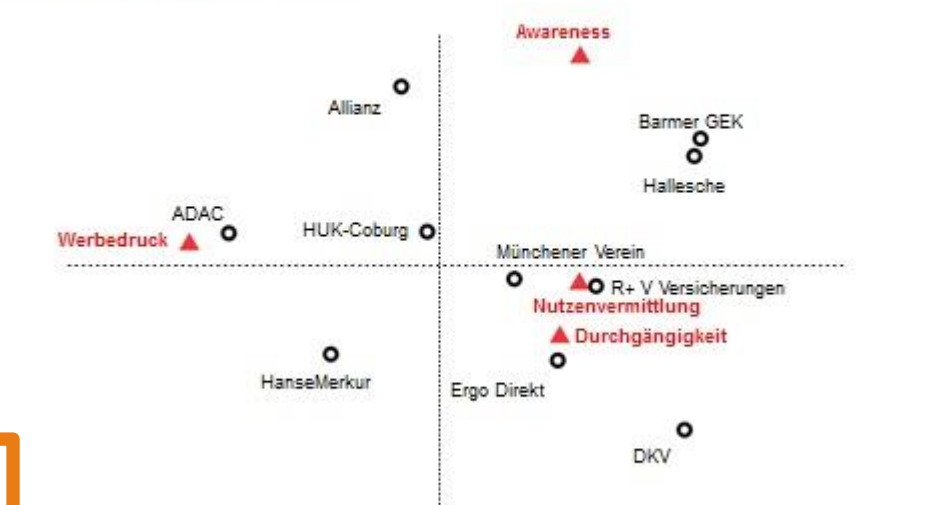 Awareness
Allianz
Barmer GEK
Hallesche
ADAC
Werbedruck
HUK-Coburg
Münchener Verein
R+ V Versicherungen
Nutzenvermittlung
Durchgängigkeit
HanseMerkur
Ergo Direkt
DKV